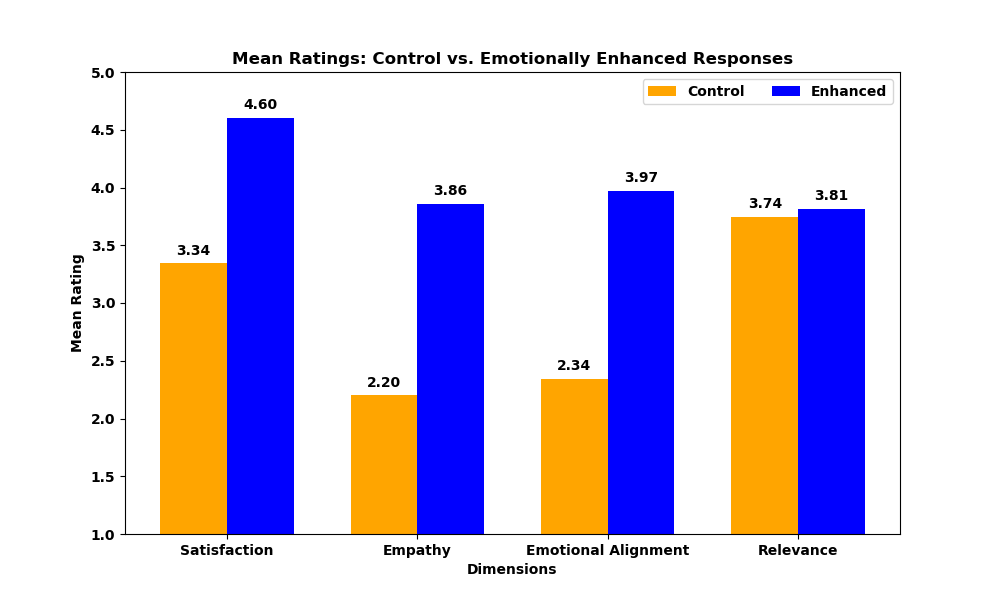 Mean Ratings: Control vs. Emotionally Enhanced Responses
Control Enhanced
5.0
4.5
4.0
3.5
3.0
2.5
2.0
1.5
1.0
Mean Rating
3.34 4.60
2.20 3.86
2.34 3.97
3.74 3.81
Satisfaction Empathy Emotional Alignment Relevance
Dimensions